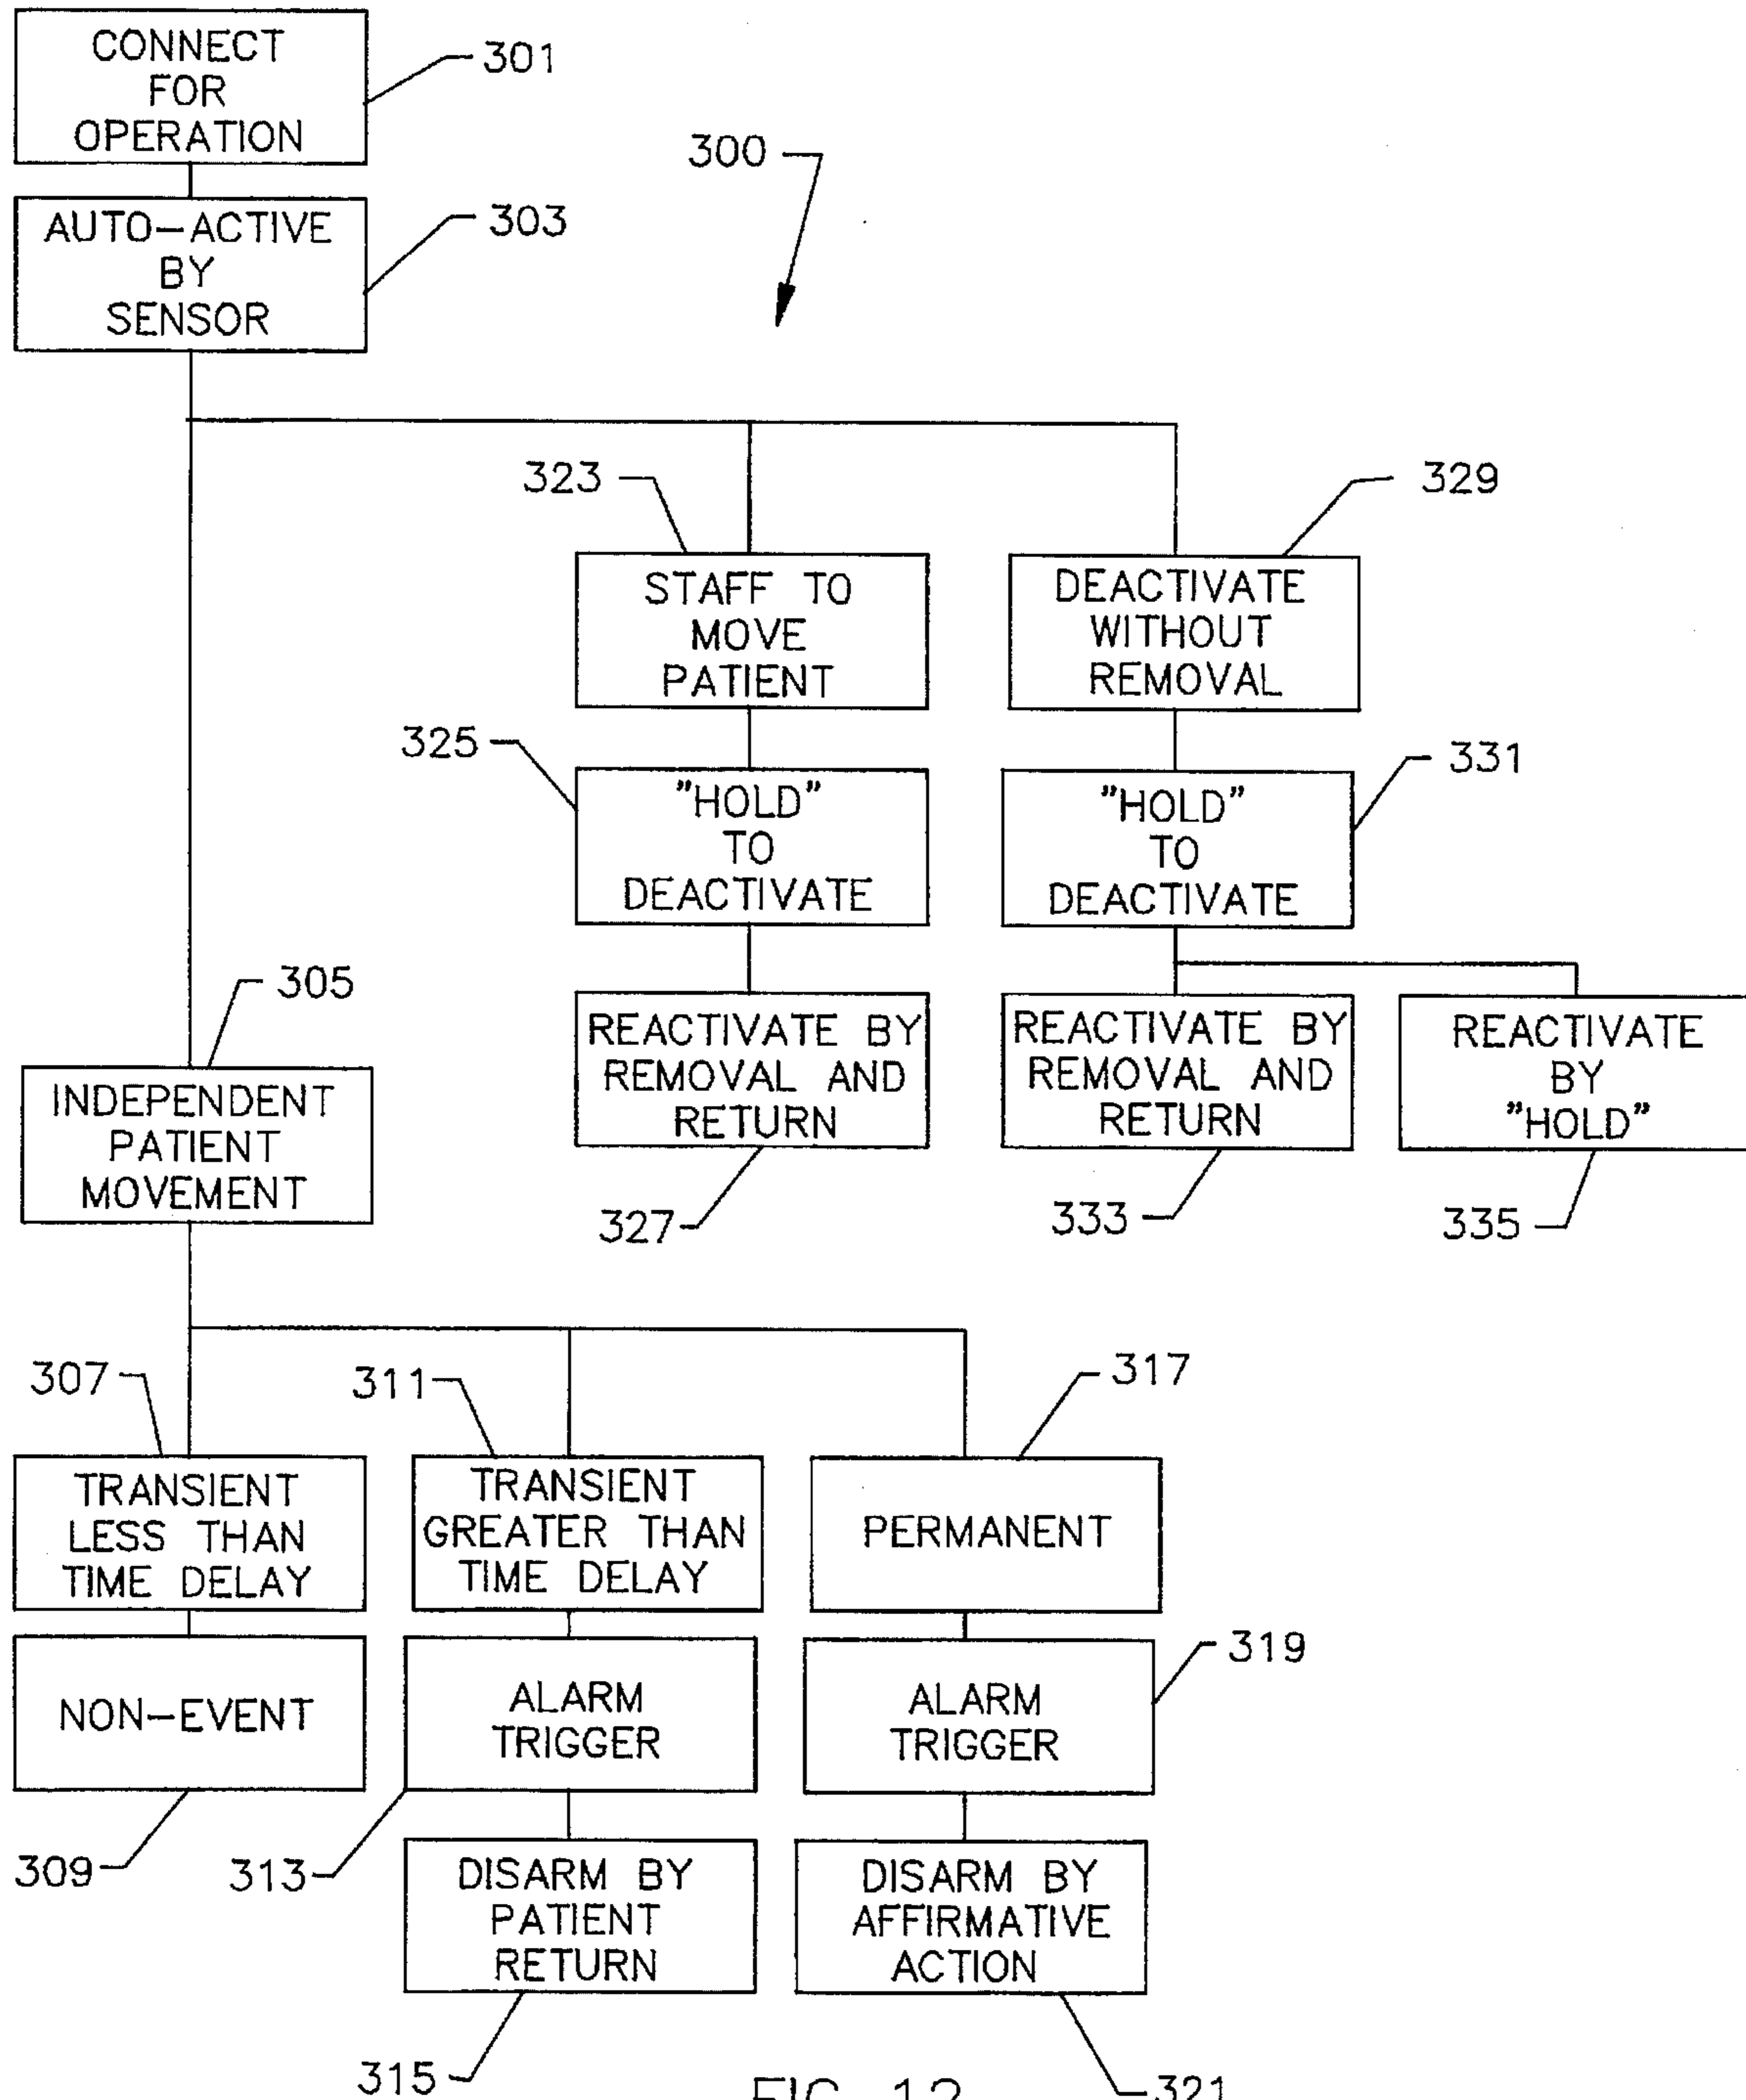 CONNECT
FOR
OPERATION
301
300
AUTO-ACTIVE
BY
SENSOR
303
323
329
STAFF TO
MOVE
PATIENT
DEACTIVATE
WITHOUT
REMOVAL
325
"HOLD"
TO
DEACTIVATE
"HOLD"
TO
DEACTIVATE
331
305
REACTIVATE BY
REMOVAL AND
RETURN
REACTIVATE BY
REMOVAL AND
RETURN
REACTIVATE
BY
"HOLD"
INDEPENDENT
PATIENT
MOVEMENT
327
333
335
307
311
317
TRANSIENT
LESS THAN
TIME DELAY
TRANSIENT
GREATER THAN
TIME DELAY
PERMANENT
NON-EVENT
ALARM
TRIGGER
ALARM
TRIGGER
319
309
313
DISARM BY
PATIENT
RETURN
DISARM BY
AFFIRMATIVE
ACTION
315
321
FIG. 12